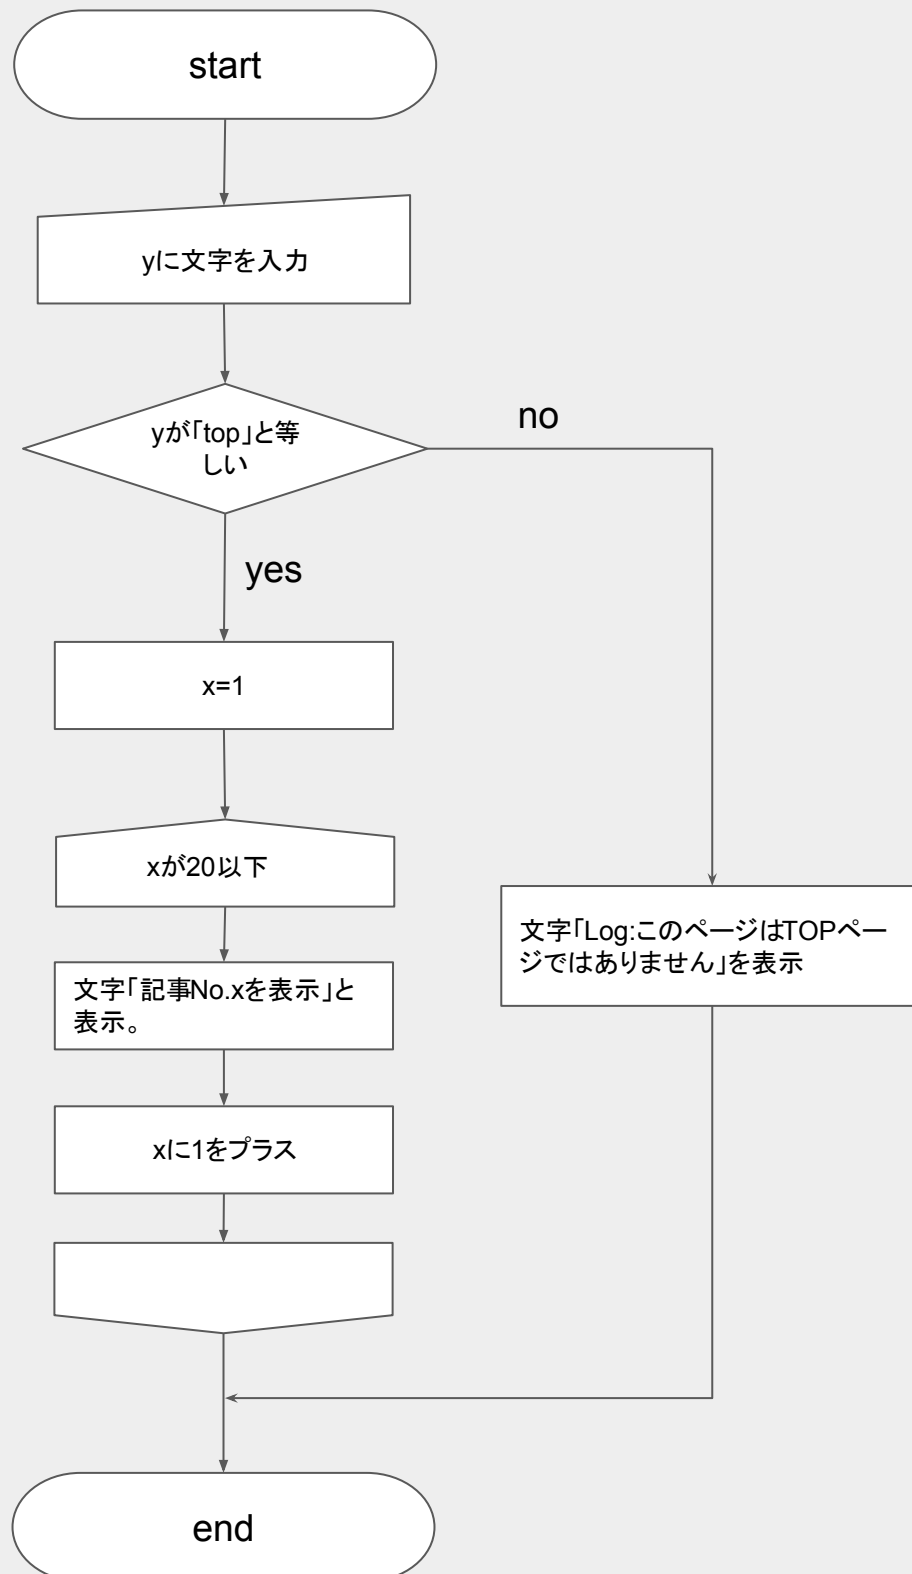 start
yに文字を入力
yが「top」と等
しい
no
yes
x=1
xが20以下
文字「記事No.xを表示」と
表示。
xに1をプラス
文字「Log:このページはTOPペー
ジではありません」を表示
end